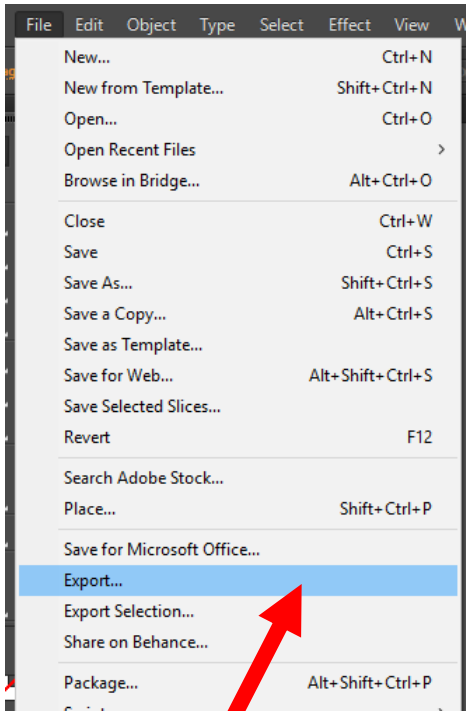 File Edit Object Type Select Effect View
New... Ctrl+N
New from Template... Shift+Ctrl+N
Open... Ctrl+O
Open Recent Files >
Browse in Bridge... Alt+Ctrl+O
Close Ctrl+W
Save Ctrl+S
Save As... Shift+Ctrl+S
Save a Copy... Alt+Ctrl+S
Save as Template...
Save for Web... Alt+Shift+Ctrl+S
Save Selected Slices...
Revert F12
Search Adobe Stock...
Place... Shift+Ctrl+P
Save for Microsoft Office...
Export...
Export Selection...
Share on Behance...
Package... Alt+Shift+Ctrl+P